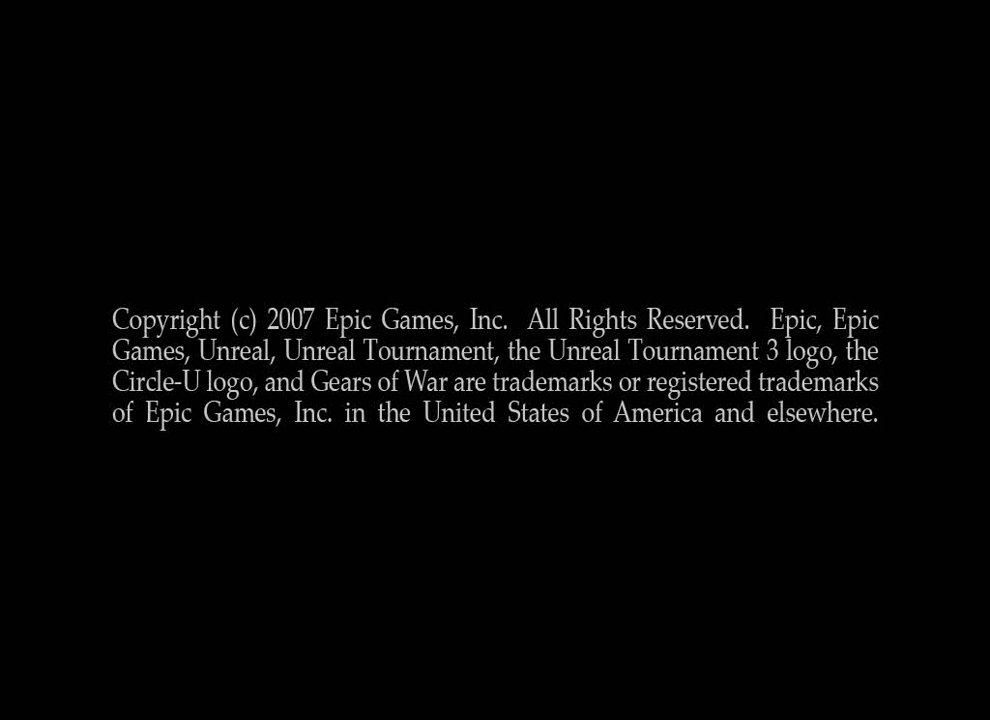 Copyright (c) 2007 Epic Games, Inc.  All Rights Reserved.  Epic, Epic
Games, Unreal, Unreal Tournament, the Unreal Tournament 3 logo, the
Circle-U logo, and Gears of War are trademarks or registered trademarks
of Epic Games, Inc. in the United States of America and elsewhere.